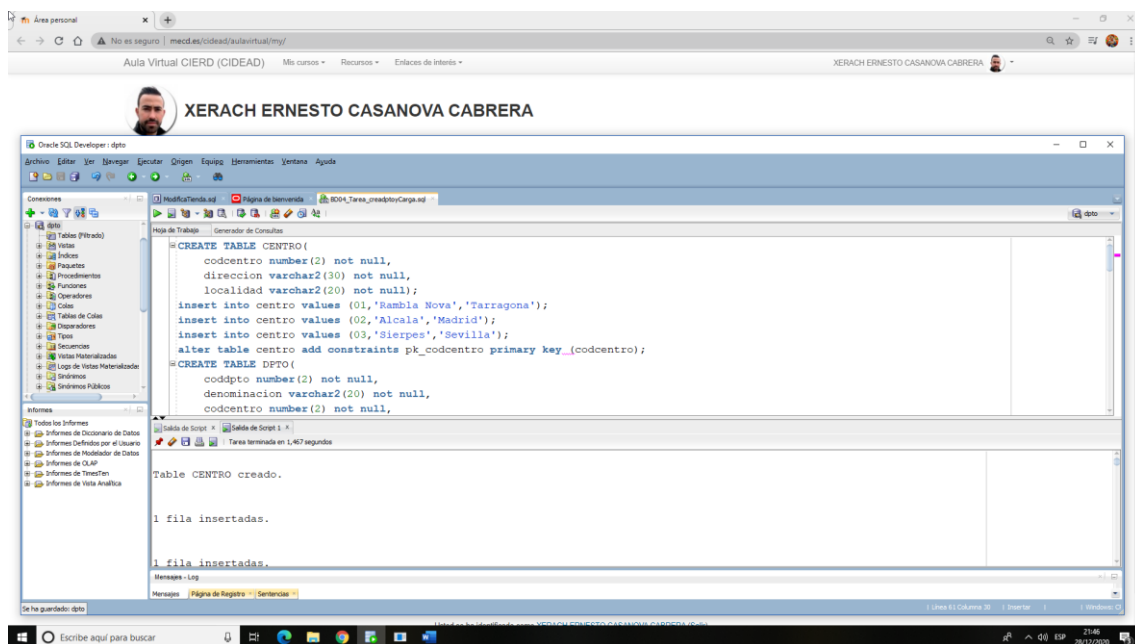 Área personal
No es seguro | mecd.es/cidead/aulavirtual/my/
Aula Virtual CIERD (CIDEAD) Mis cursos Recursos Enlaces de interés XERACH ERNESTO CASANOVA CABRERA
XERACH ERNESTO CASANOVA CABRERA
Oracle SQL Developer : dpto
Archivo Editar Ver Navegar Ejecutar Origen Equipo Herramientas Ventana Ayuda
Conexiones
dpto
Tablas (Filtrado)
Vistas
Índices
Paquetes
Procedimientos
Funciones
Operadores
Colas
Tablas de Colas
Disparadores
Tipos
Secuencias
Vistas Materializadas
Logs de Vistas Materializadas
Sinónimos
Sinónimos Públicos
Informes
Todos los Informes
Informes de Diccionario de Datos
Informes Definidos por el Usuario
Informes de Modelador de Datos
Informes de OLAP
Informes de TimesTen
Informes de Vista Analítica
ModificaTienda.sql Página de bienvenida BD04_Tarea_creadptoyCarga.sql
dpto
Hoja de Trabajo Generador de Consultas
CREATE TABLE CENTRO(
codcentro number(2) not null,
direccion varchar2(30) not null,
localidad varchar2(20) not null);
insert into centro values (01,'Rambla Nova','Tarragona');
insert into centro values (02,'Alcala','Madrid');
insert into centro values (03,'Sierpes','Sevilla');
alter table centro add constraints pk_codcentro primary key (codcentro);
CREATE TABLE DPTO(
coddpto number(2) not null,
denominacion varchar2(20) not null,
codcentro number(2) not null,
Salida de Script Salida de Script 1
Tarea terminada en 1,467 segundos
Table CENTRO creado.
1 fila insertadas.
1 fila insertadas.
Mensajes - Log
Mensajes Página de Registro Sentencias
Se ha guardado: dpto
Línea 61 Columna 30 | Insertar | Windows:
Usted se ha identificado como XERACH ERNESTO CASANOVA CABRERA
Escribe aquí para buscar
ESP
21:46
28/12/2020